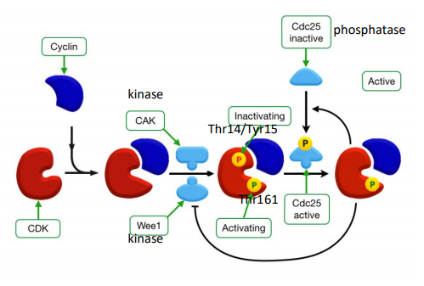 Cdc25
inactive
phosphatase
Cyclin
Active
kinase
CAK
Inactivating
Thr14/Tyr15
P
P
P
P
Thr161
CDK
Wee1
kinase
Activating
Cdc25
active